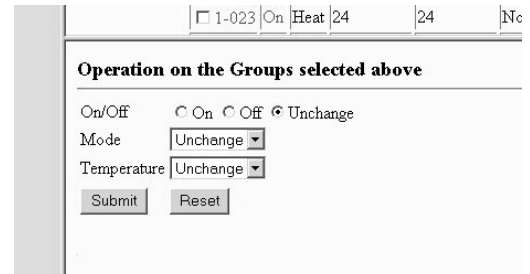 1-023 On Heat 24 24 No
Operation on the Groups selected above
On/Off On Off Unchange
Mode Unchange
Temperature Unchange
Submit Reset